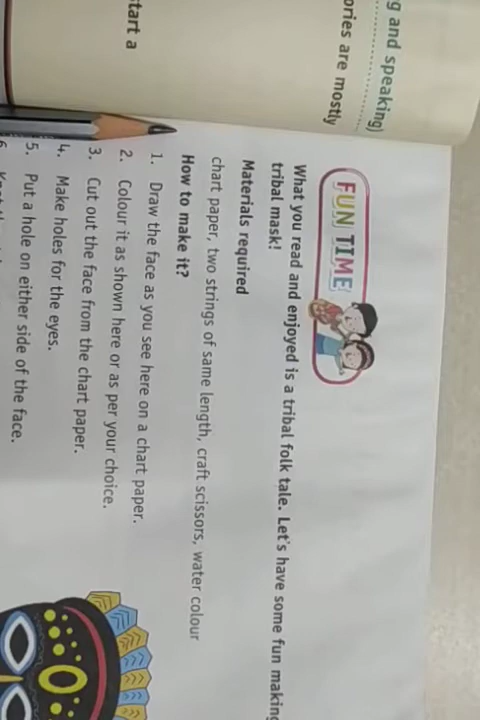 g and speaking)
ories are mostly
tart a
FUN TIME
What you read and enjoyed is a tribal folk tale. Let's have some fun making
tribal mask!
Materials required
chart paper, two strings of same length, craft scissors, water colour
How to make it?
1. Draw the face as you see here on a chart paper.
2. Colour it as shown here or as per your choice.
3. Cut out the face from the chart paper.
4. Make holes for the eyes.
5. Put a hole on either side of the face.